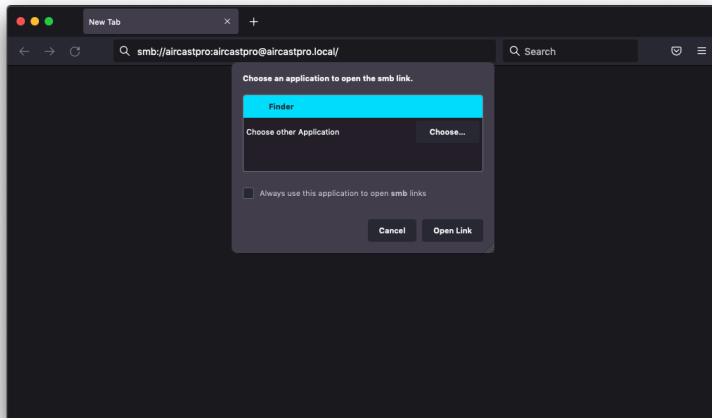 New Tab
smb://aircastpro:aircastpro@aircastpro.local/
Search
Choose an application to open the smb link.
Finder
Choose other Application
Choose...
Always use this application to open smb links
Cancel
Open Link